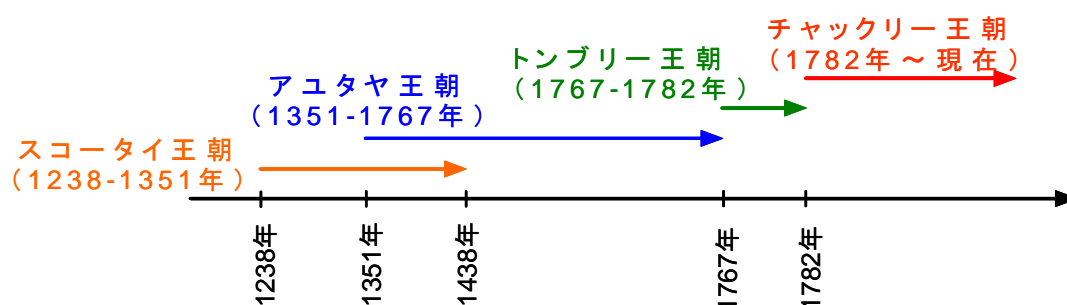 チャックリー王朝
（1782年～現在）
トンブリー王朝
（1767-1782年）
アユタヤ王朝
（1351-1767年）
スコータイ王朝
（1238-1351年）
1238年
1351年
1438年
1767年
1782年